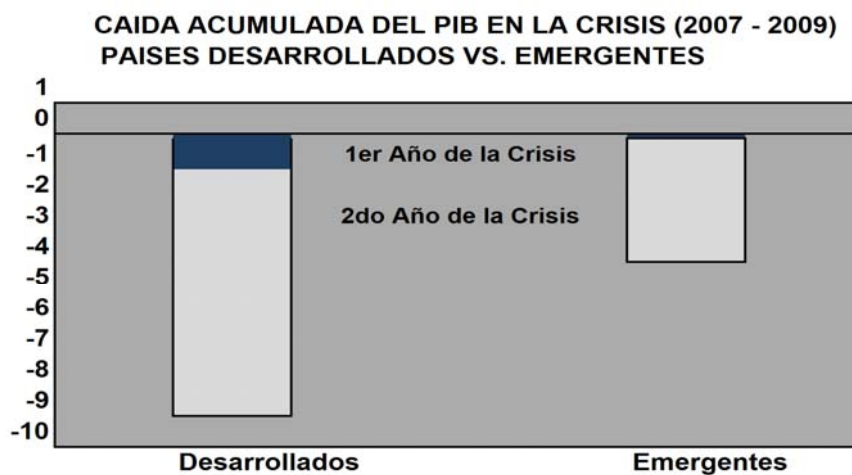 CAIDA ACUMULADA DEL PIB EN LA CRISIS (2007 - 2009)
PAISES DESARROLLADOS VS. EMERGENTES
1
0
-1
1er Año de la Crisis
-2
-3
2do Año de la Crisis
-4
-5
-6
-7
-8
-9
-10
Desarrollados
Emergentes